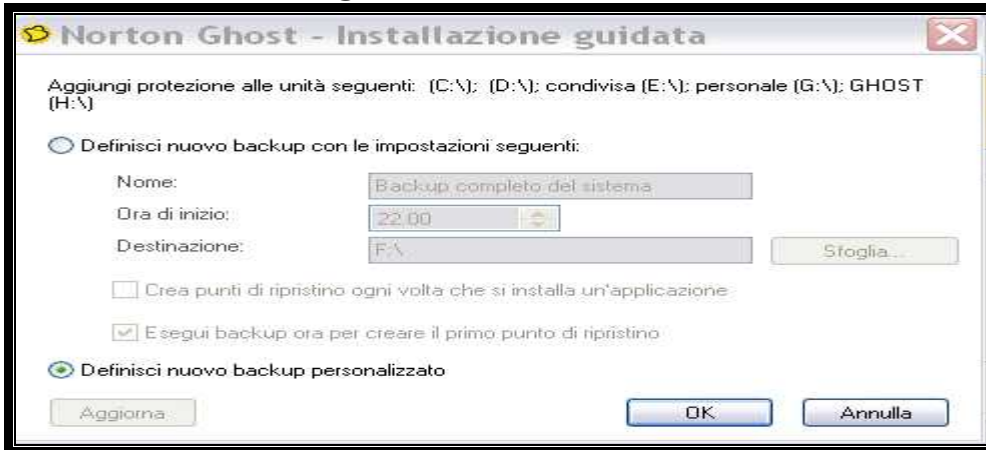 Norton Ghost - Installazione guidata
Aggiungi protezione alle unità seguenti: (C:\); (D:\); condivisa (E:\); personale (G:\); GHOST
(H:\)
Definisci nuovo backup con le impostazioni seguenti:
Nome: Backup completo del sistema
Ora di inizio: 22.00
Destinazione: F:\ Sfoglia...
Crea punti di ripristino ogni volta che si installa un'applicazione
Esegui backup ora per creare il primo punto di ripristino
Definisci nuovo backup personalizzato
Aggiorna OK Annulla